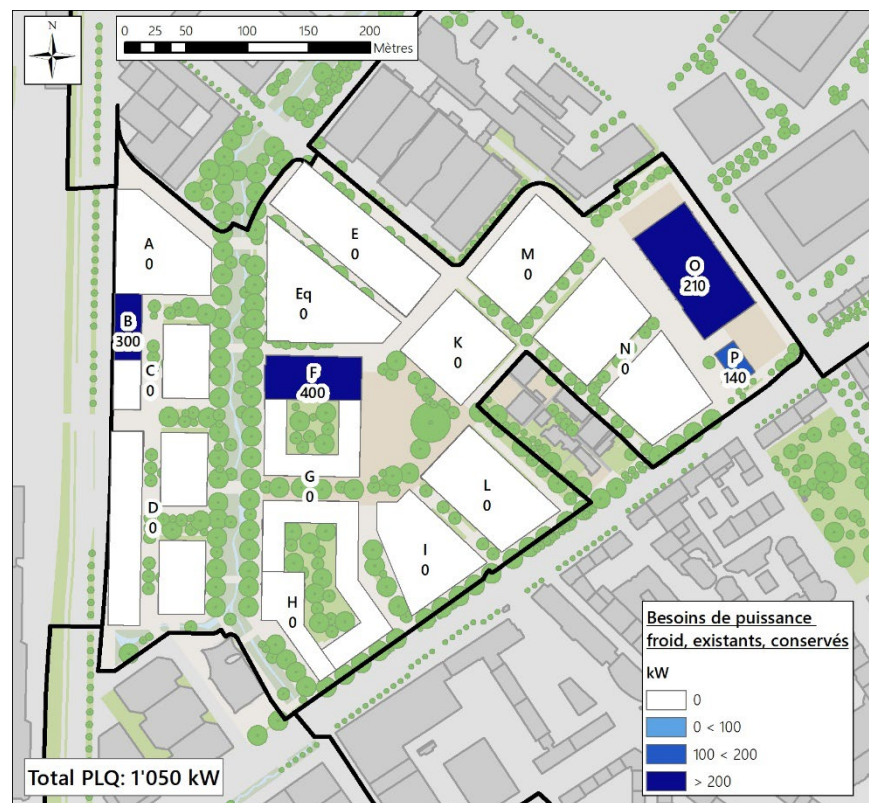 N
0 25 50 100 150 200
Mètres
A
0
E
0
M
0
Eq
0
O
210
B
300
K
0
N
0
P
140
C
0
F
400
G
0
L
0
D
0
I
0
H
0
Besoins de puissance
froid, existants, conservés
kW
0
0 < 100
100 < 200
> 200
Total PLQ: 1'050 kW